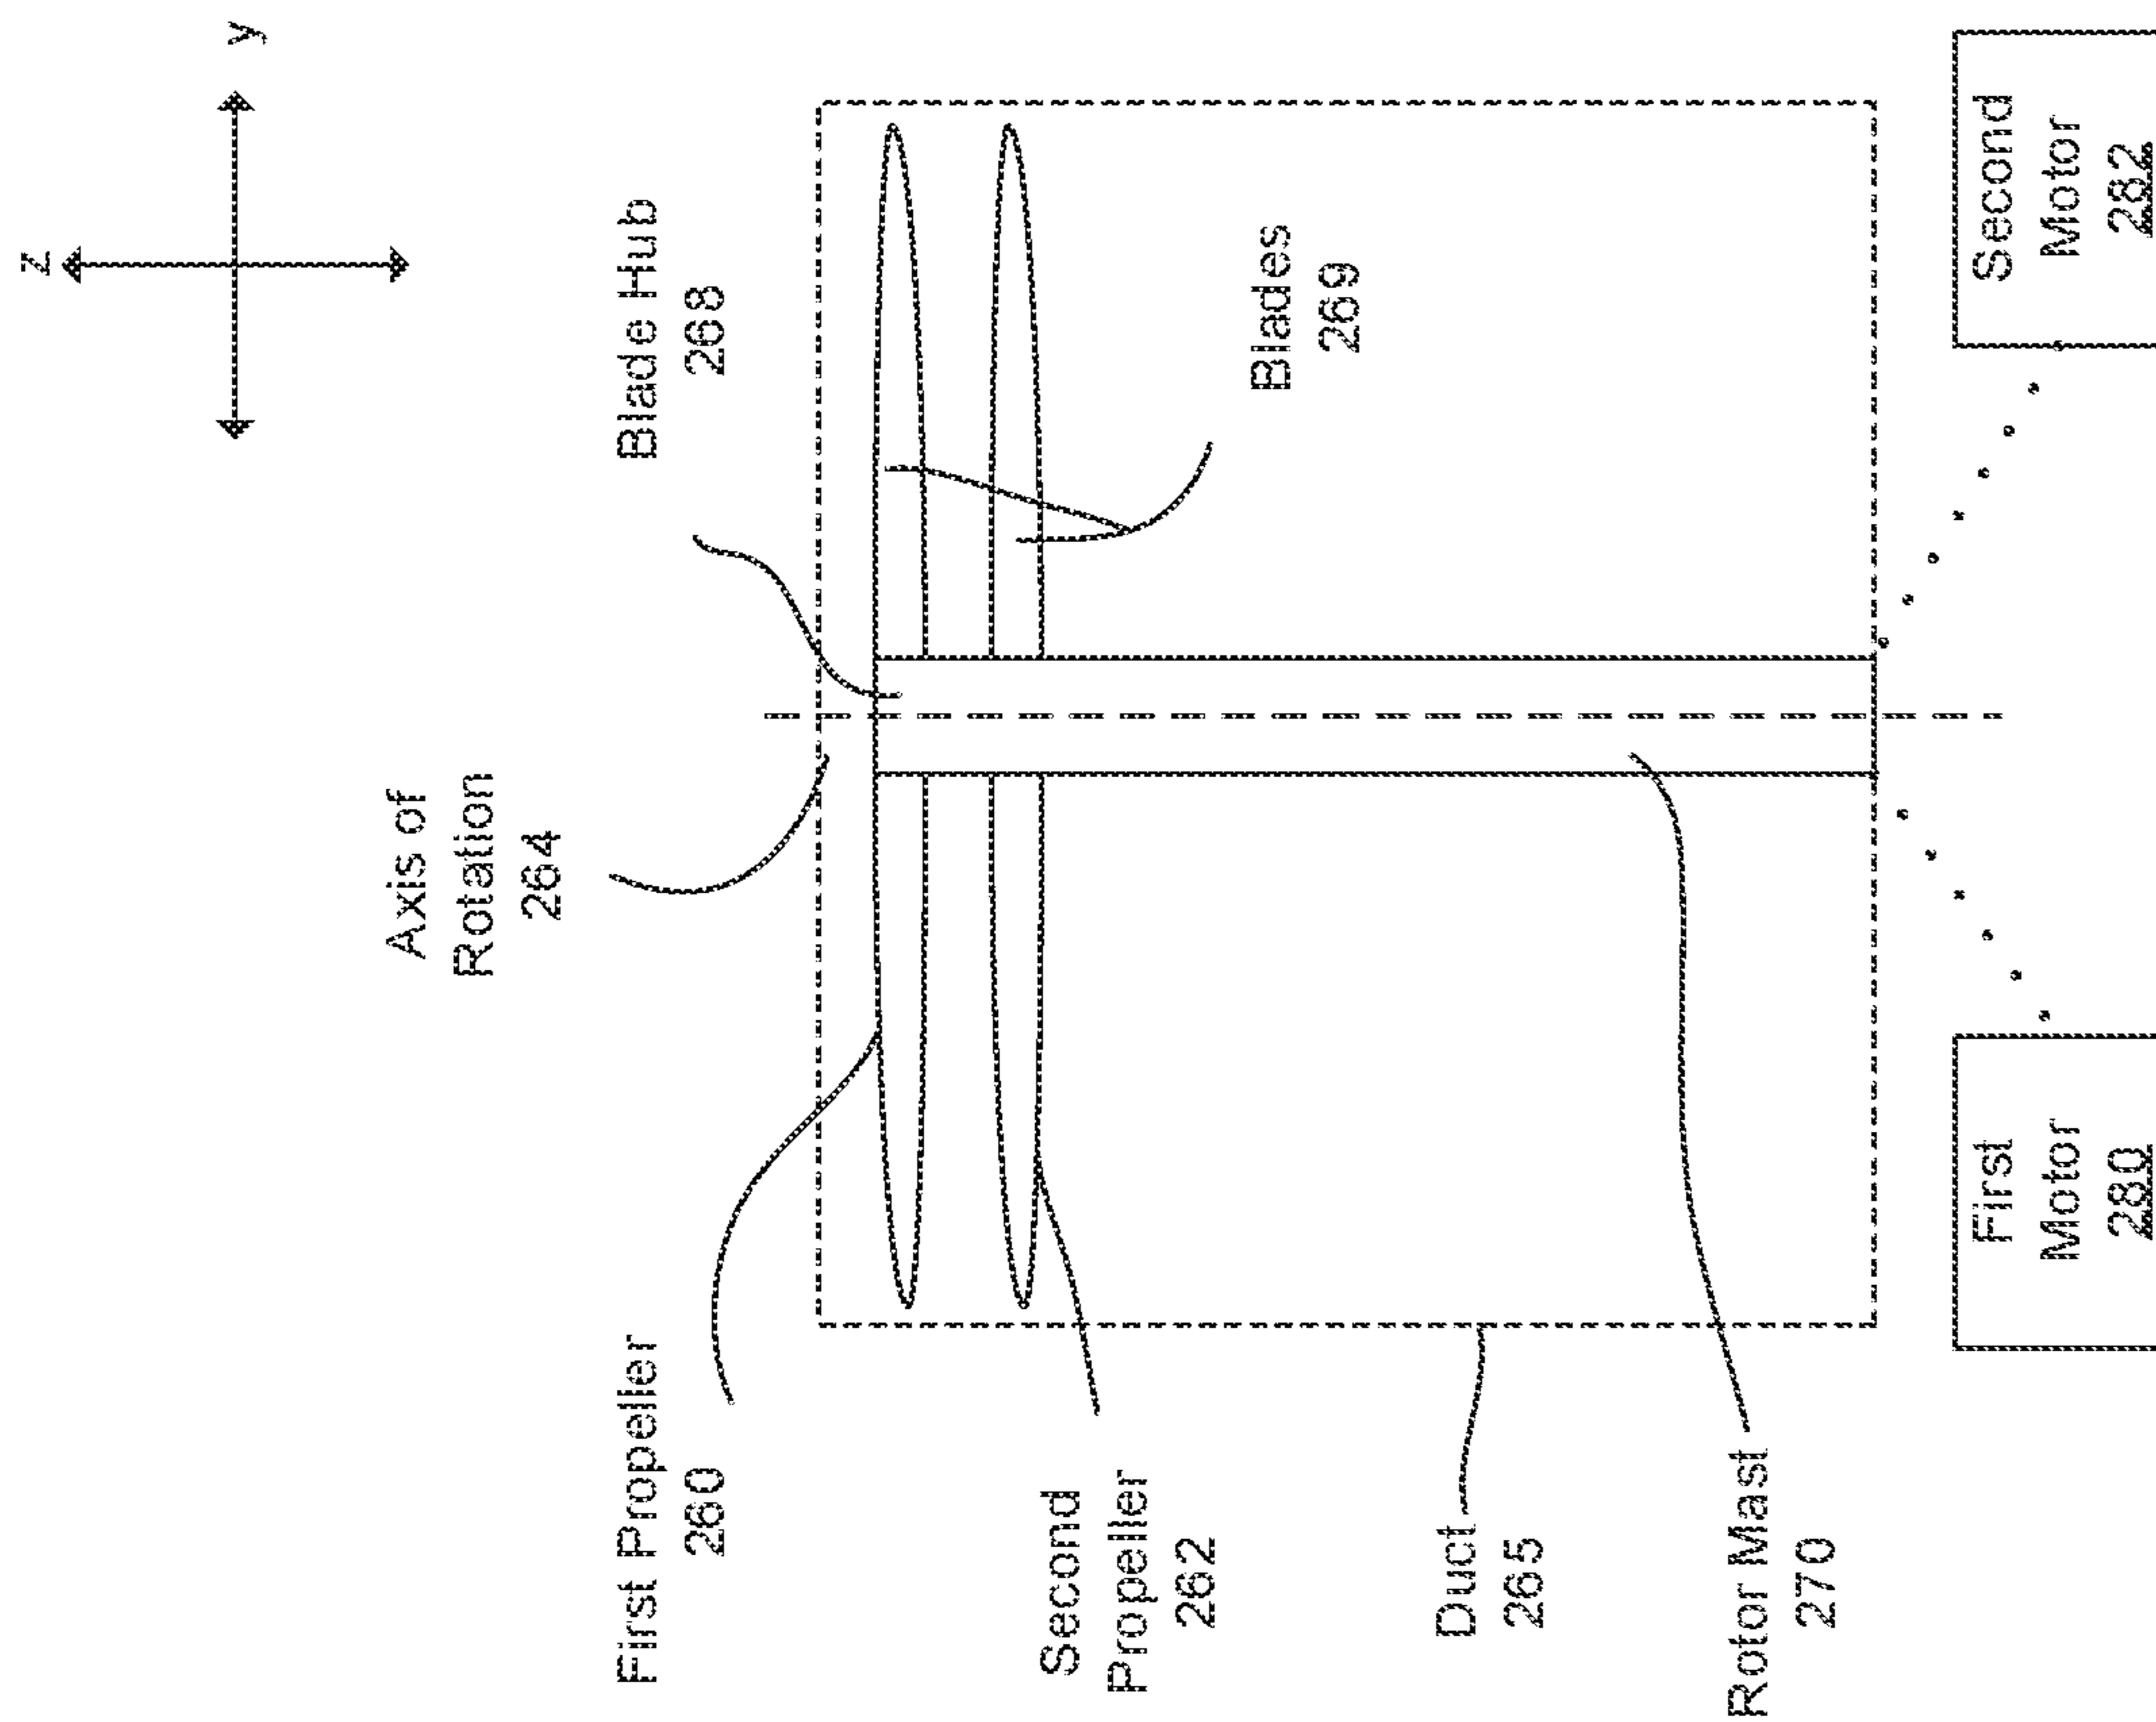 z
y
Axis of
Rotation
264
Blade Hub
268
First Propeller
260
Second
Propeller
262
Blades
269
Duct
265
Rotor Mast
270
First
Motor
280
Second
Motor
282